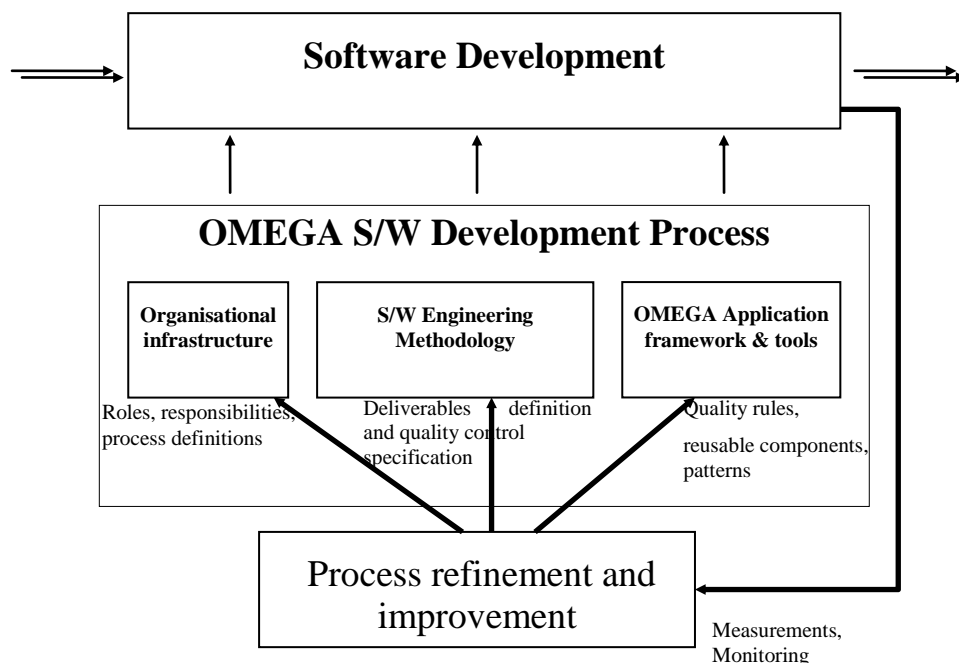 Software Development
OMEGA S/W Development Process
Organisational
infrastructure
S/W Engineering
Methodology
OMEGA Application
framework & tools
Roles, responsibilities,
process definitions
Deliverables definition
and quality control
specification
Quality rules,
reusable components,
patterns
Process refinement and
improvement
Measurements,
Monitoring